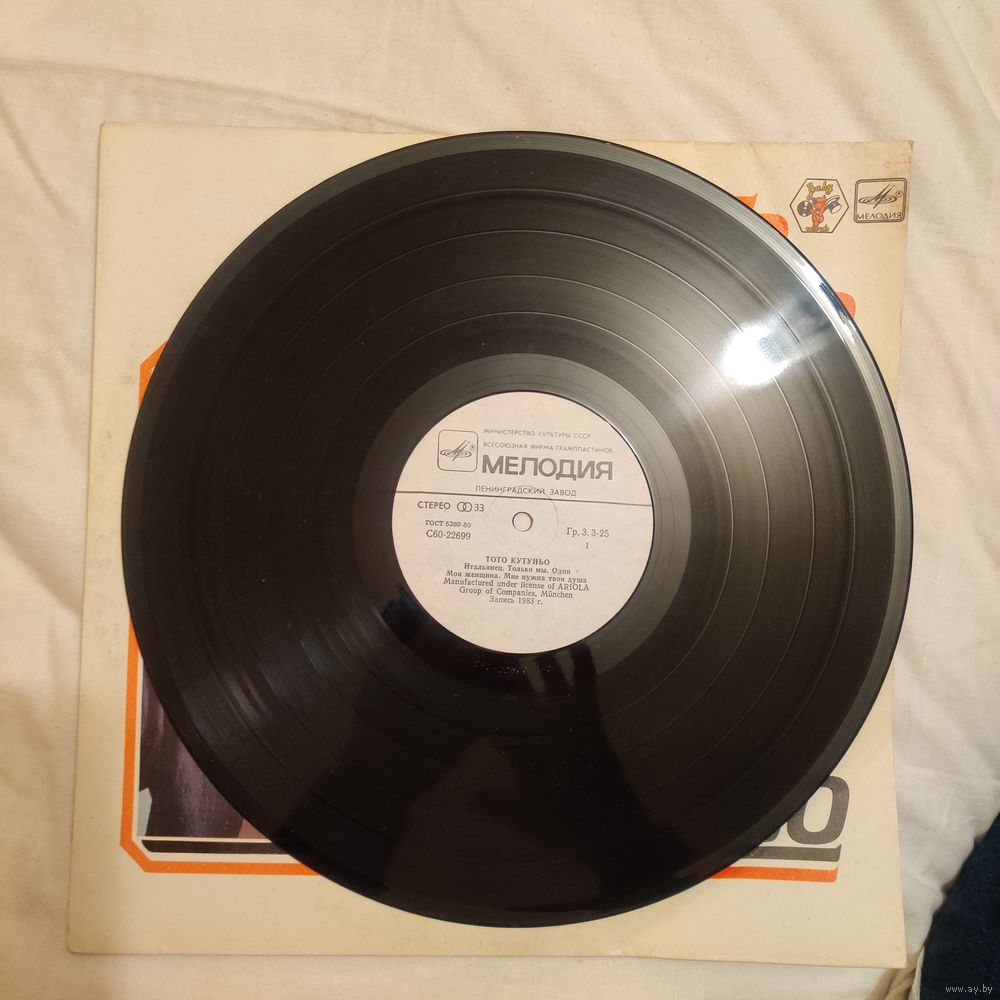 Baby
МЕЛОДИЯ
МИНИСТЕРСТВО КУЛЬТУРЫ СССР
ВСЕСОЮЗНАЯ ФИРМА ГРАМПЛАСТИНОК
МЕЛОДИЯ
ЛЕНИНГРАДСКИЙ ЗАВОД
СТЕРЕО 33
ГОСТ 5289-80
С60-22699
Гр. 3. 3-25
1
ТОТО КУТУНЬО
Итальянец. Только мы. Один
Моя женщина. Мне нужна твоя душа
Manufactured under license of ARIOLA
Group of Companies, München
Запись 1983 г.
O
www.ay.by